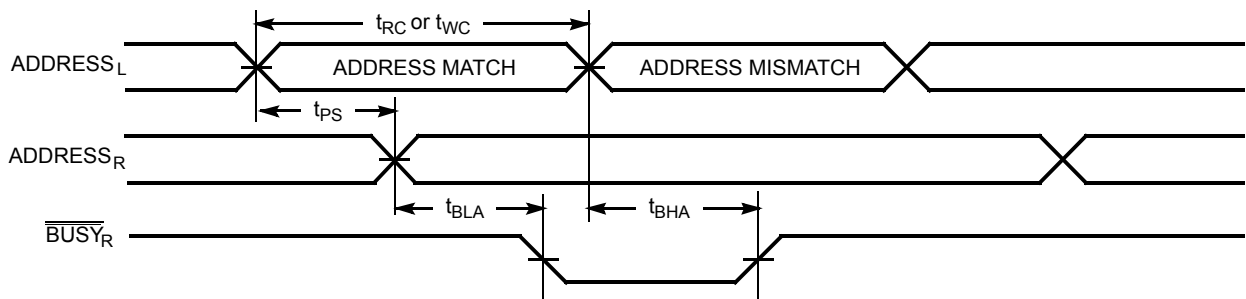 tRC or tWC
ADDRESSL ADDRESS MATCH ADDRESS MISMATCH
tPS
ADDRESSR
tBLA tBHA
BUSYR